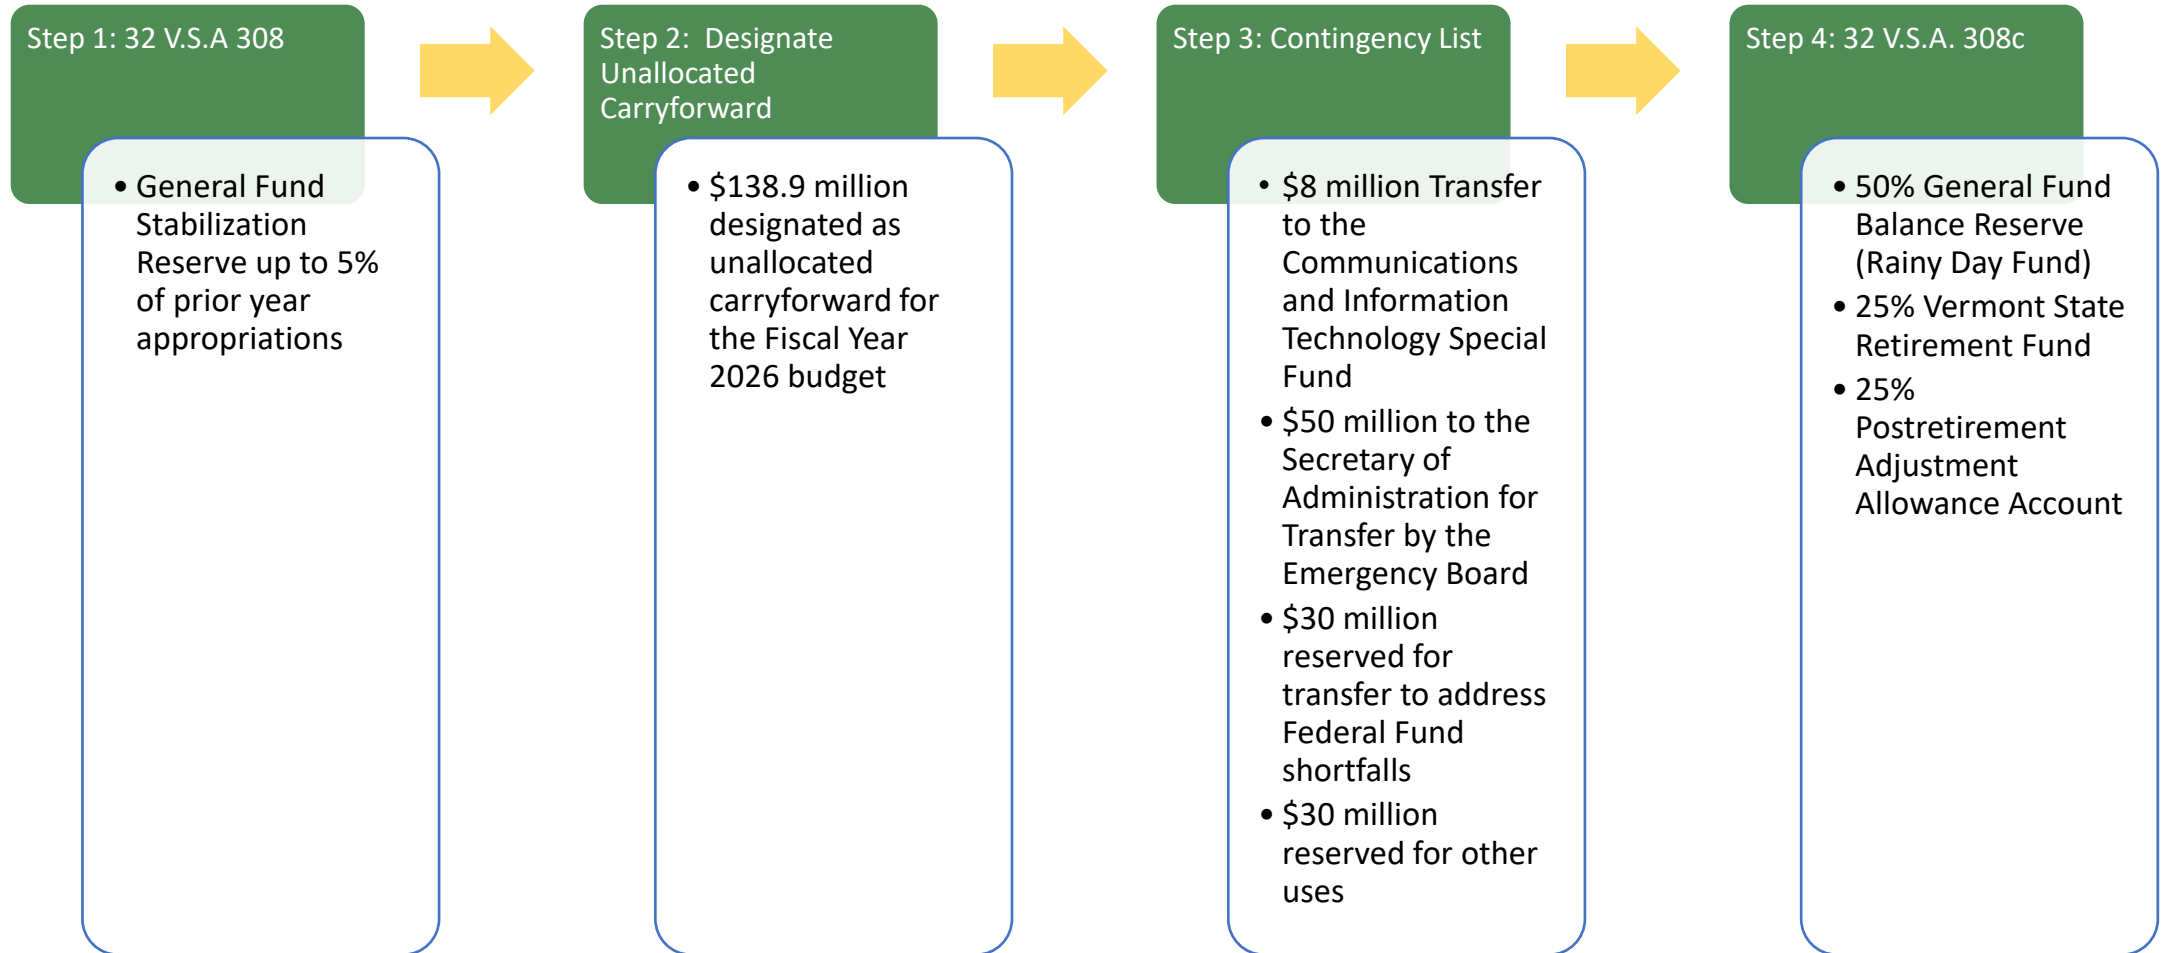 Step 1: 32 V.S.A 308
• General Fund
Stabilization
Reserve up to 5%
of prior year
appropriations
Step 2:  Designate
Unallocated
Carryforward
• $138.9 million
designated as
unallocated
carryforward for
the Fiscal Year
2026 budget
Step 3: Contingency List
• $8 million Transfer
to the
Communications
and Information
Technology Special
Fund
• $50 million to the
Secretary of
Administration for
Transfer by the
Emergency Board
• $30 million
reserved for
transfer to address
Federal Fund
shortfalls
• $30 million
reserved for other
uses
Step 4: 32 V.S.A. 308c
• 50% General Fund
Balance Reserve
(Rainy Day Fund)
• 25% Vermont State
Retirement Fund
• 25%
Postretirement
Adjustment
Allowance Account